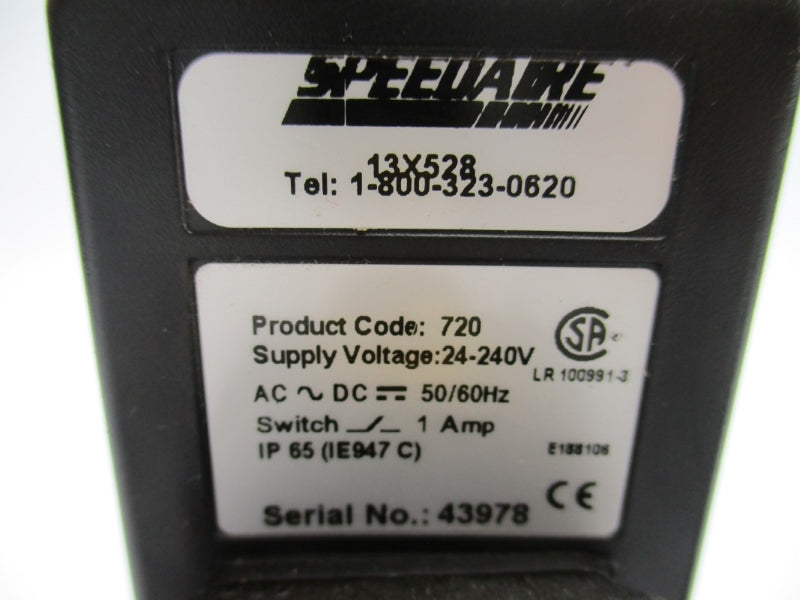 SPEEDAIRE
13X528
Tel: 1-800-323-0620
Product Code: 720
Supply Voltage:24-240V
AC ∿ DC ⎓ 50/60Hz
Switch 1 Amp
IP 65 (IE947 C)
SA
LR 100991-3
E188106
CE
Serial No.: 43978